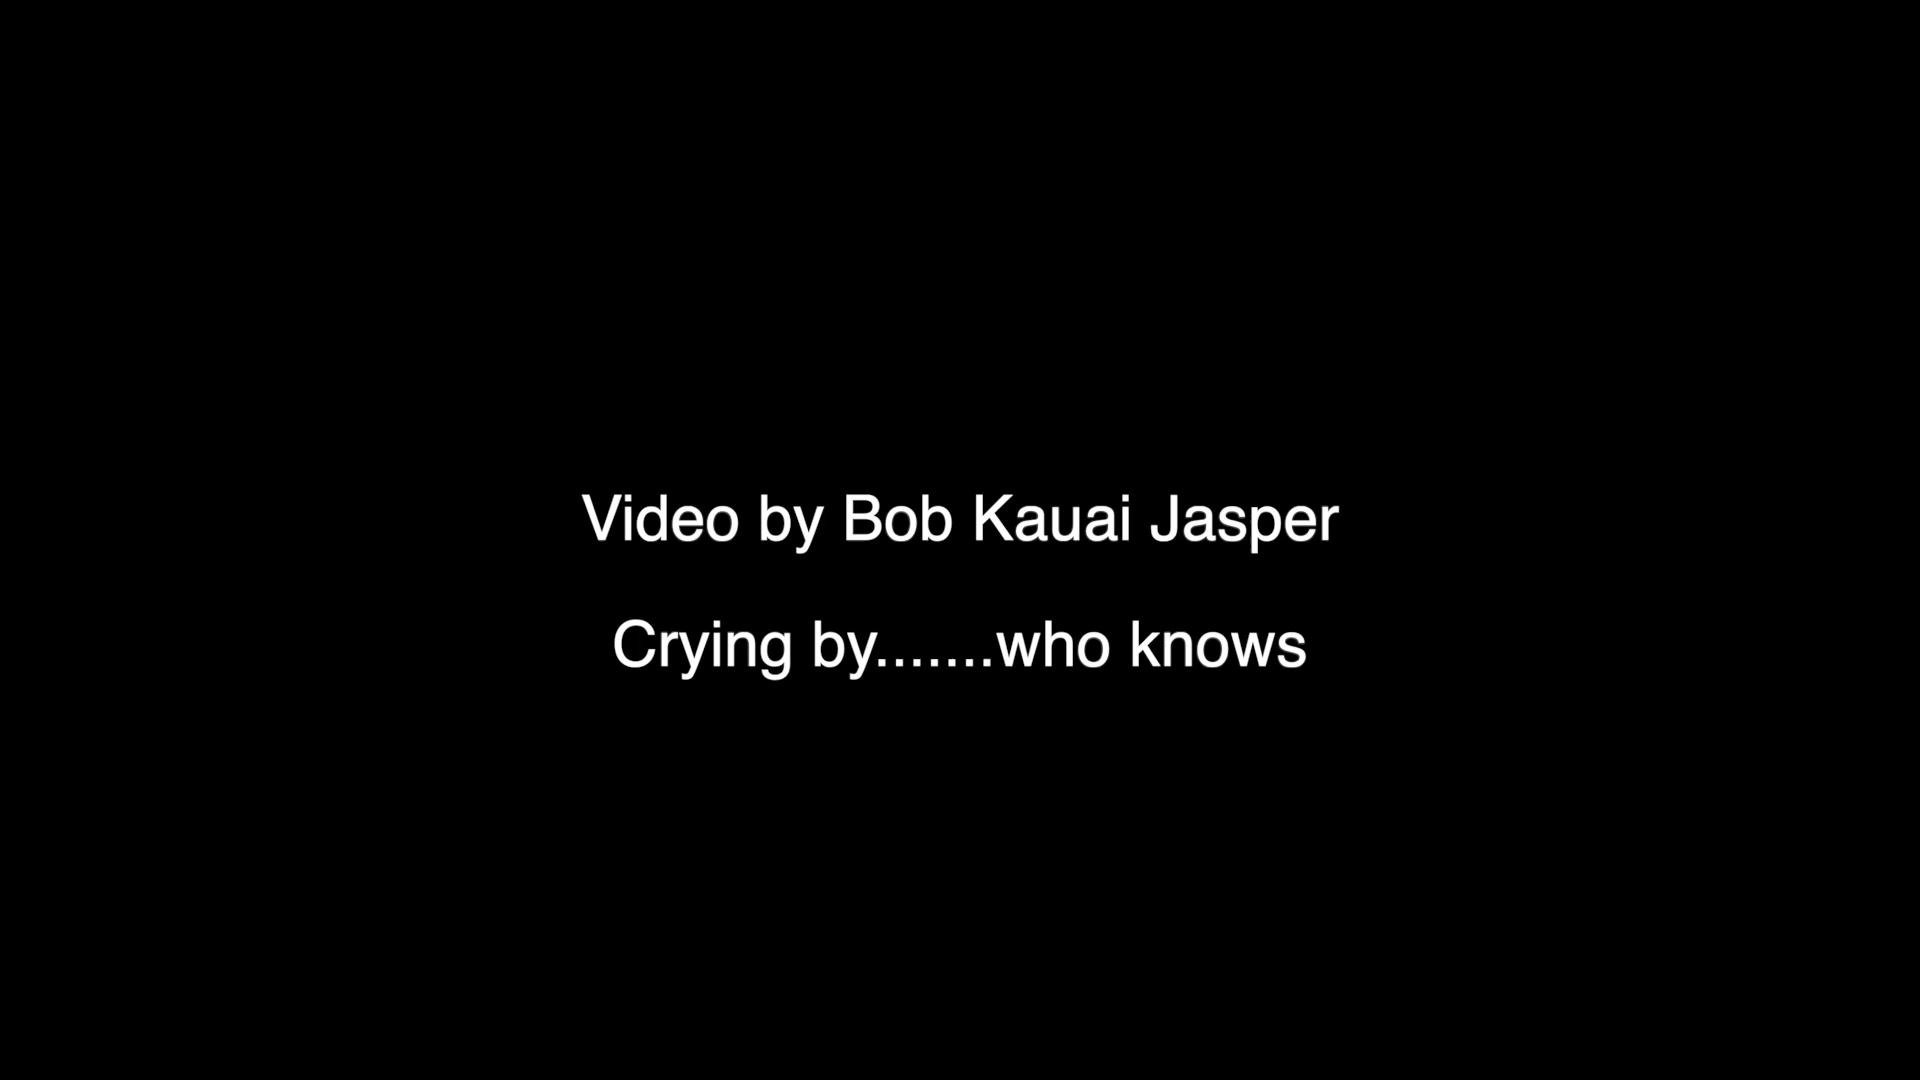 Video by Bob Kauai Jasper
Crying by.......who knows